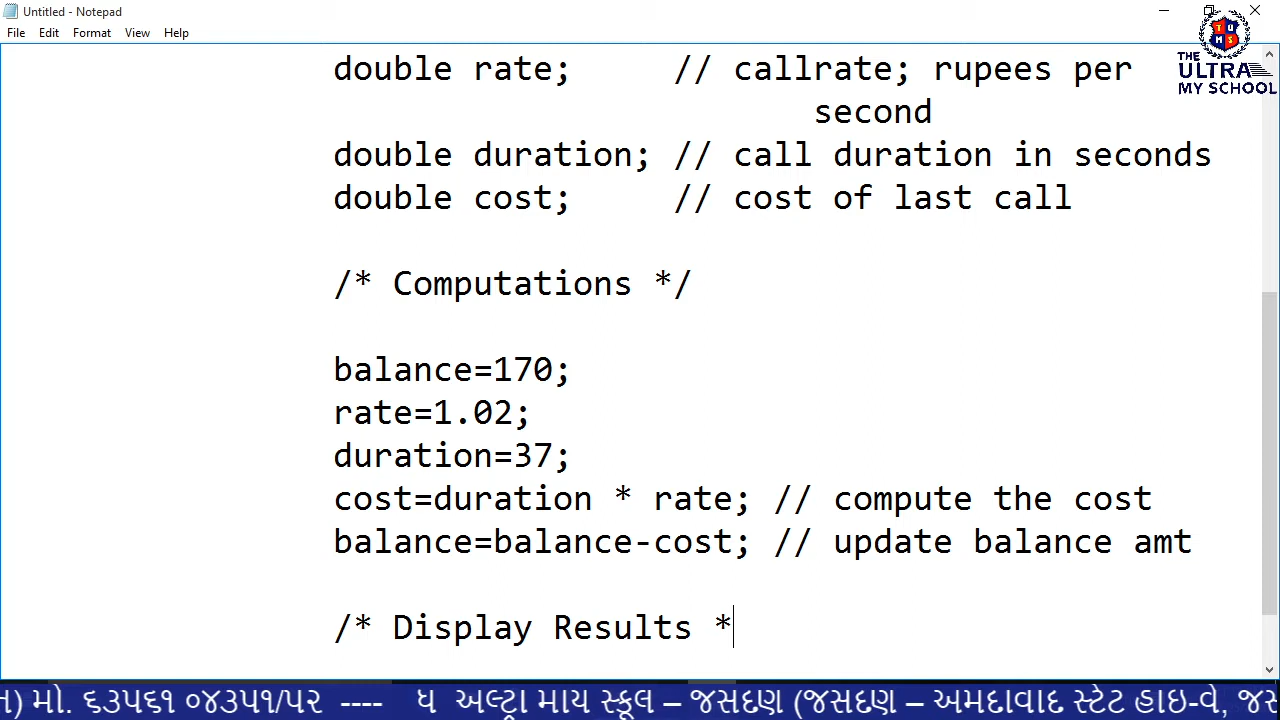 Untitled - Notepad
File Edit Format View Help
THE
ULTRA
MY SCHOOL
TUMS
double rate; // callrate; rupees per
second
double duration; // call duration in seconds
double cost; // cost of last call
/* Computations */
balance=170;
rate=1.02;
duration=37;
cost=duration * rate; // compute the cost
balance=balance-cost; // update balance amt
/* Display Results *
મો. ૬૩૫૬૧ ૦૪૩૫૧/૫૨ ---- ધ અલ્ટ્રા માય સ્કૂલ – જસદણ (જસદણ – અમદાવાદ સ્ટેટ હાઇ-વે,